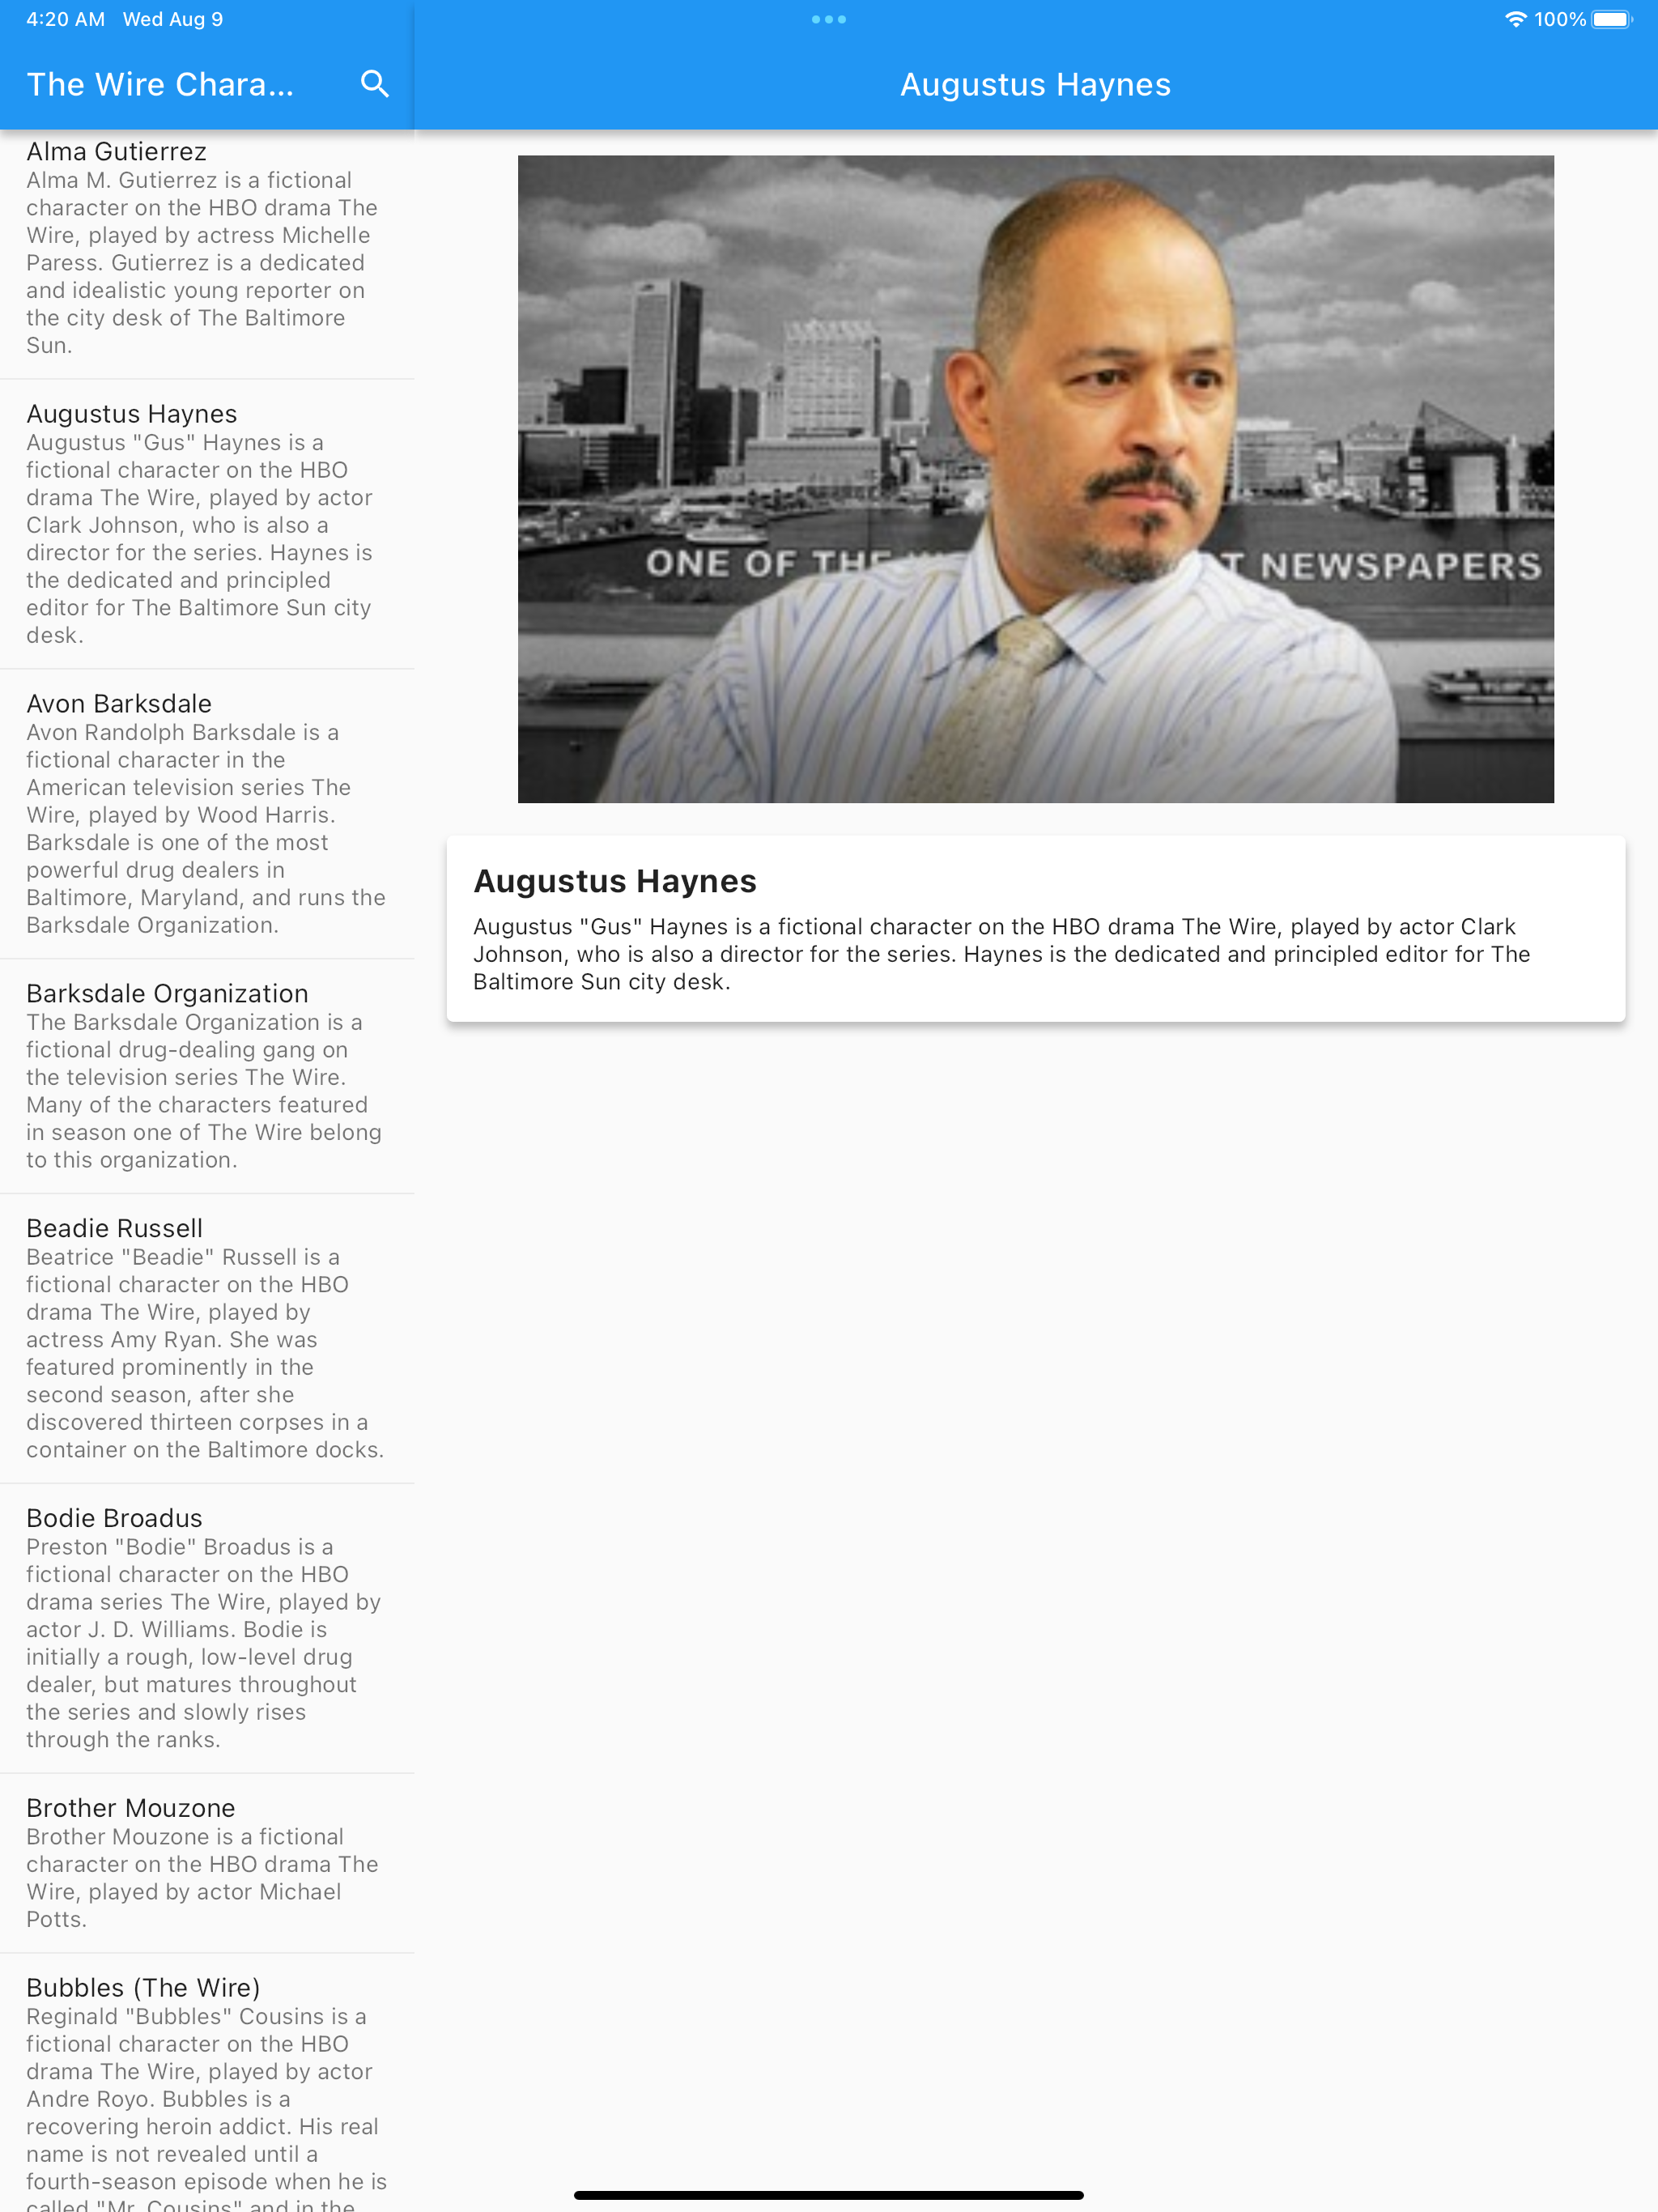 4:20 AM Wed Aug 9
100%
The Wire Chara...
Augustus Haynes
Alma Gutierrez
Alma M. Gutierrez is a fictional
character on the HBO drama The
Wire, played by actress Michelle
Paress. Gutierrez is a dedicated
and idealistic young reporter on
the city desk of The Baltimore
Sun.
Augustus Haynes
Augustus "Gus" Haynes is a
fictional character on the HBO
drama The Wire, played by actor
Clark Johnson, who is also a
director for the series. Haynes is
the dedicated and principled
editor for The Baltimore Sun city
desk.
Avon Barksdale
Avon Randolph Barksdale is a
fictional character in the
American television series The
Wire, played by Wood Harris.
Barksdale is one of the most
powerful drug dealers in
Baltimore, Maryland, and runs the
Barksdale Organization.
Barksdale Organization
The Barksdale Organization is a
fictional drug-dealing gang on
the television series The Wire.
Many of the characters featured
in season one of The Wire belong
to this organization.
Beadie Russell
Beatrice "Beadie" Russell is a
fictional character on the HBO
drama The Wire, played by
actress Amy Ryan. She was
featured prominently in the
second season, after she
discovered thirteen corpses in a
container on the Baltimore docks.
Bodie Broadus
Preston "Bodie" Broadus is a
fictional character on the HBO
drama series The Wire, played by
actor J. D. Williams. Bodie is
initially a rough, low-level drug
dealer, but matures throughout
the series and slowly rises
through the ranks.
Brother Mouzone
Brother Mouzone is a fictional
character on the HBO drama The
Wire, played by actor Michael
Potts.
Bubbles (The Wire)
Reginald "Bubbles" Cousins is a
fictional character on the HBO
drama The Wire, played by actor
Andre Royo. Bubbles is a
recovering heroin addict. His real
name is not revealed until a
fourth-season episode when he is
called "Mr. Cousins" and in the
ONE OF THE NEWSPAPERS
Augustus Haynes
Augustus "Gus" Haynes is a fictional character on the HBO drama The Wire, played by actor Clark
Johnson, who is also a director for the series. Haynes is the dedicated and principled editor for The
Baltimore Sun city desk.